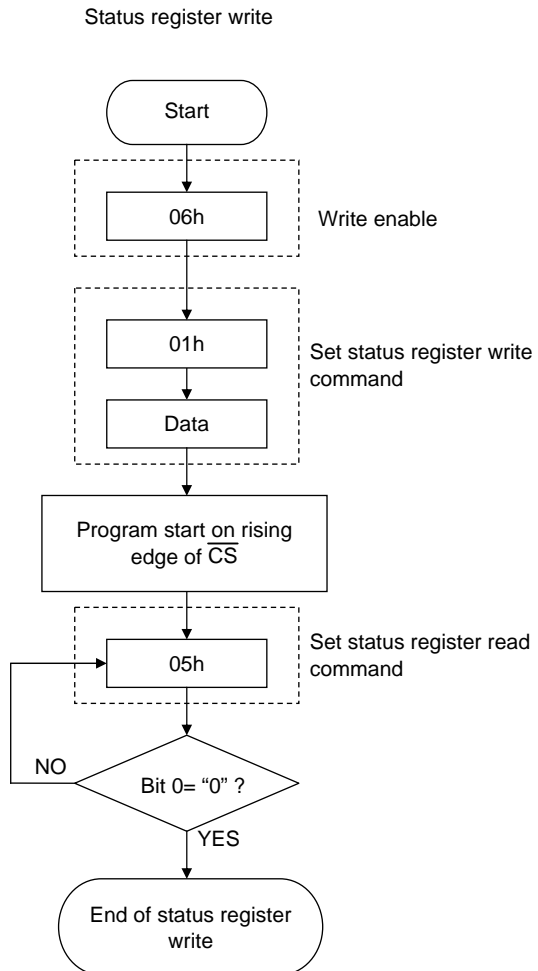 Status register write
Start
06h
Write enable
01h
Set status register write
command
Data
Program start on rising
edge of C̅S̅
05h
Set status register read
command
NO
Bit 0= “0” ?
YES
End of status register
write